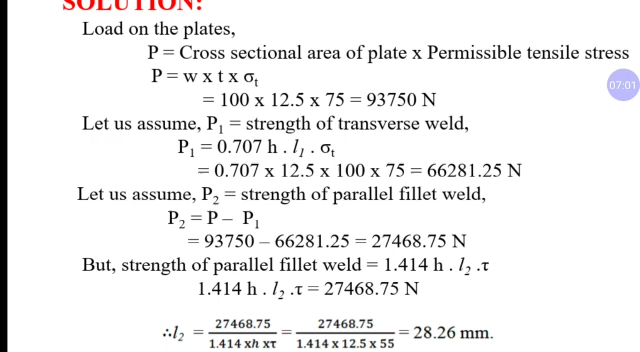 SOLUTION:
Load on the plates,
P = Cross sectional area of plate x Permissible tensile stress
P = w x t x σt
07:01
= 100 x 12.5 x 75 = 93750 N
Let us assume, P1 = strength of transverse weld,
P1 = 0.707 h . l1 . σt
= 0.707 x 12.5 x 100 x 75 = 66281.25 N
Let us assume, P2 = strength of parallel fillet weld,
P2 = P – P1
= 93750 – 66281.25 = 27468.75 N
But, strength of parallel fillet weld = 1.414 h . l2 .τ
1.414 h . l2 .τ = 27468.75 N
∴l2 = 27468.75 / 1.414 xh xτ = 27468.75 / 1.414 x 12.5 x 55 = 28.26 mm.